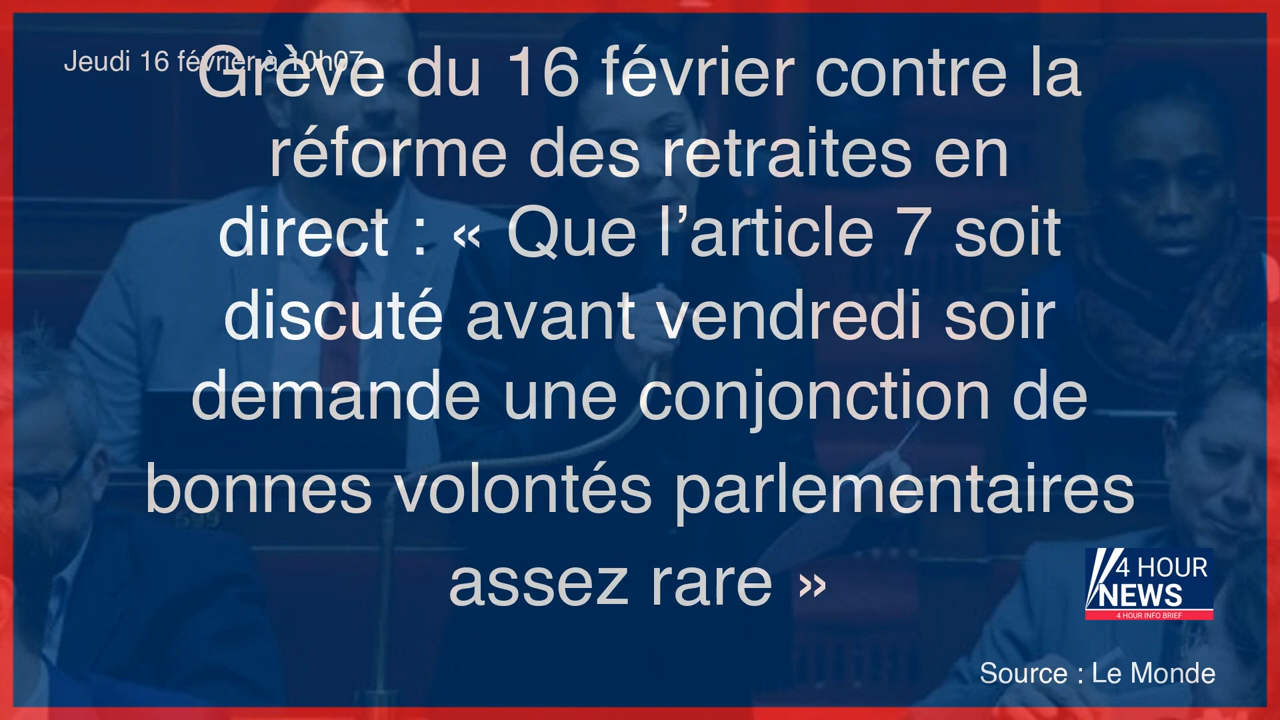 Jeudi 16 février à 10h07
Grève du 16 février contre la
réforme des retraites en
direct : « Que l’article 7 soit
discuté avant vendredi soir
demande une conjonction de
bonnes volontés parlementaires
assez rare »
4 HOUR
NEWS
4 HOUR INFO BRIEF
Source : Le Monde